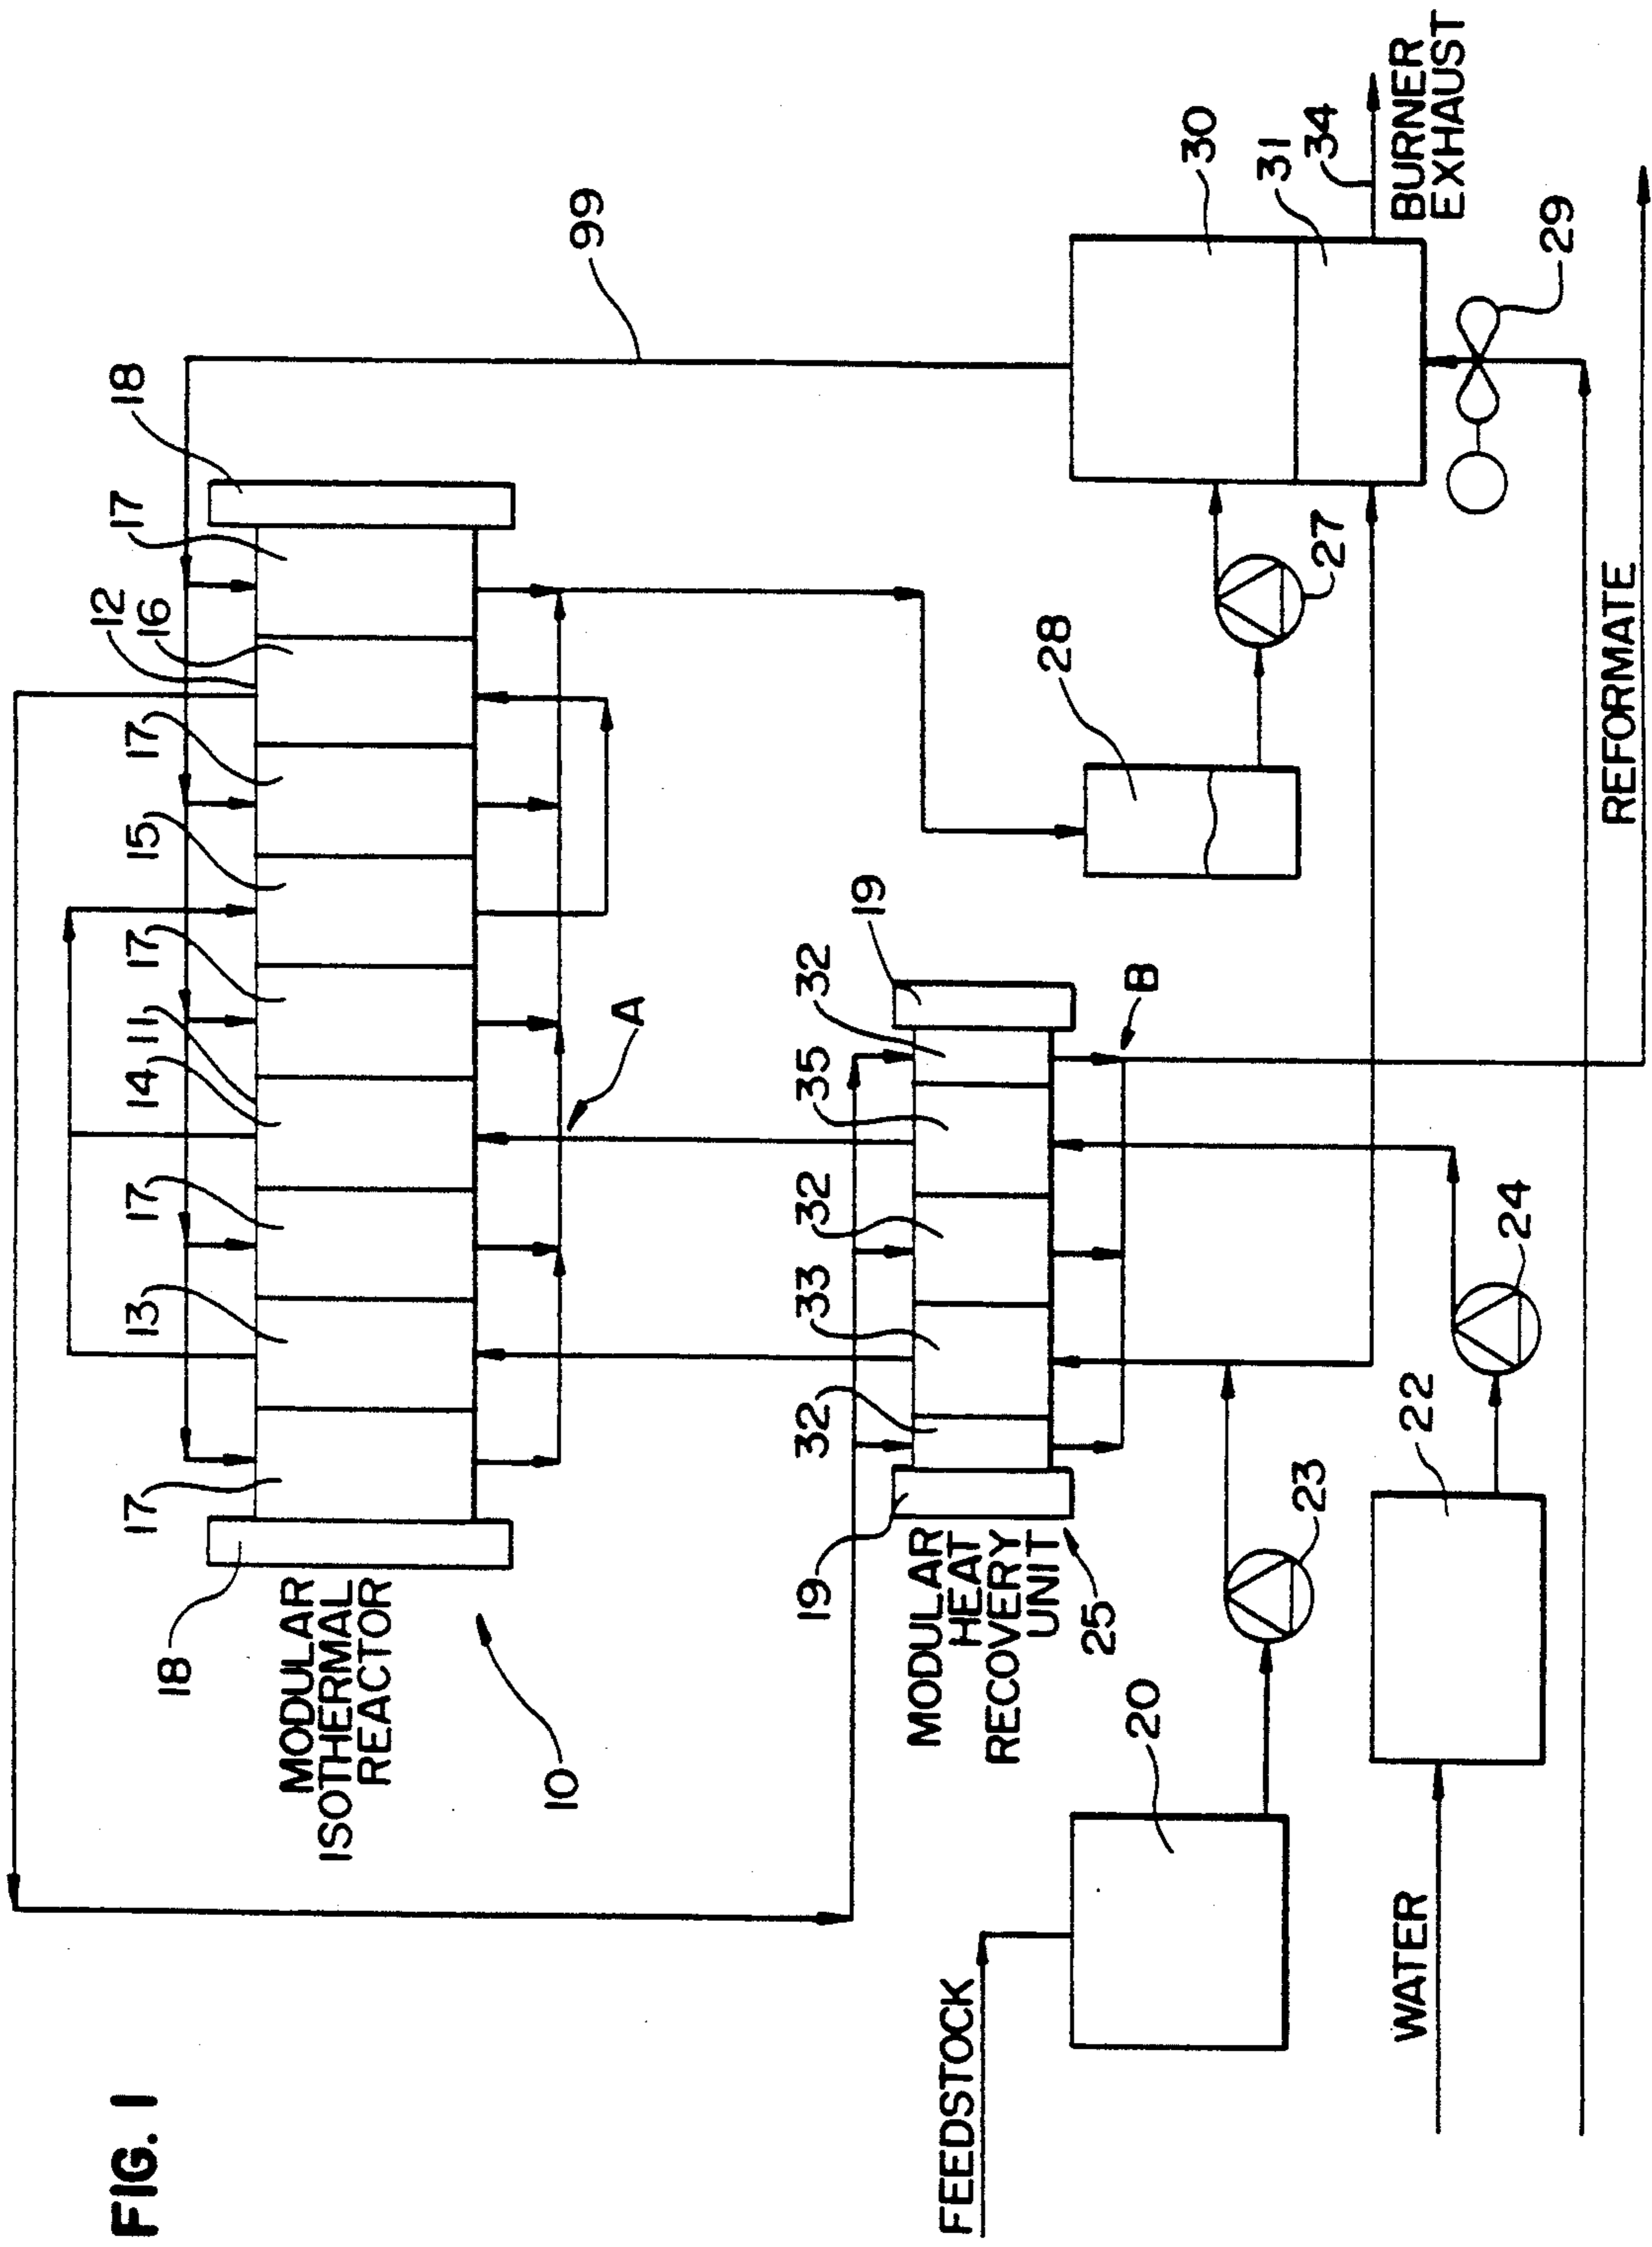 FIG. 1
18
17
12
16
17
15
17
11
14
17
13
17
18
MODULAR
ISOTHERMAL
REACTOR
10
A
99
19
32
35
32
33
32
19
B
MODULAR
HEAT
RECOVERY
UNIT
25
28
27
30
31
34
BURNER
EXHAUST
29
FEEDSTOCK
20
23
WATER
22
24
REFORMATE